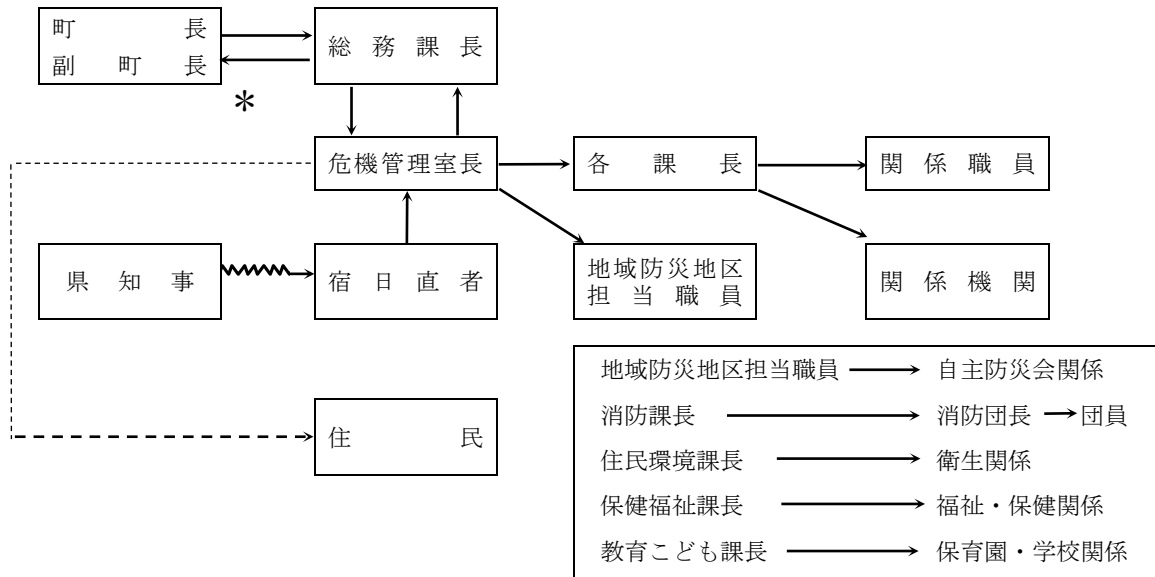 町長
副町長
総務課長
＊
危機管理室長
各課長
関係職員
県知事
宿日直者
地域防災地区
担当職員
関係機関
住民
地域防災地区担当職員 → 自主防災会関係
消防課長 → 消防団長 → 団員
住民環境課長 → 衛生関係
保健福祉課長 → 福祉・保健関係
教育こども課長 → 保育園・学校関係